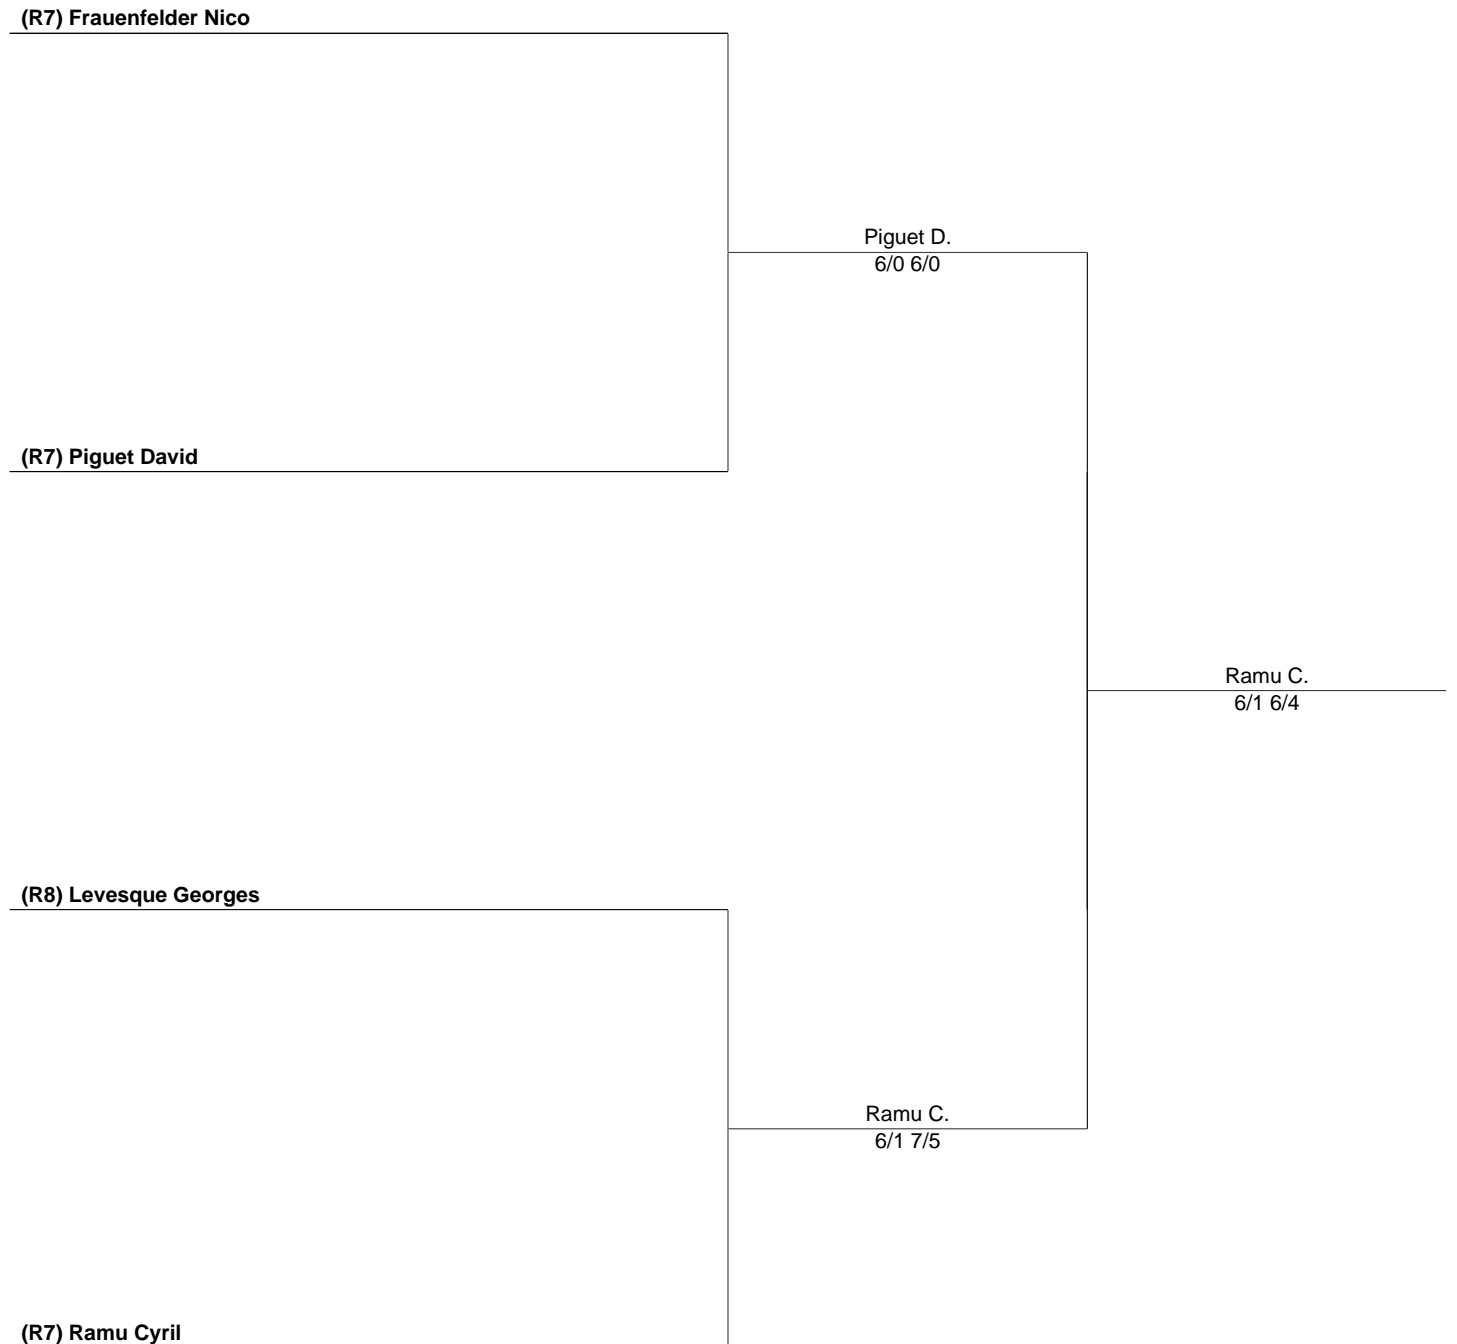 (R7) Frauenfelder Nico
Piguet D.
6/0 6/0
(R7) Piguet David
Ramu C.
6/1 6/4
(R8) Levesque Georges
Ramu C.
6/1 7/5
(R7) Ramu Cyril